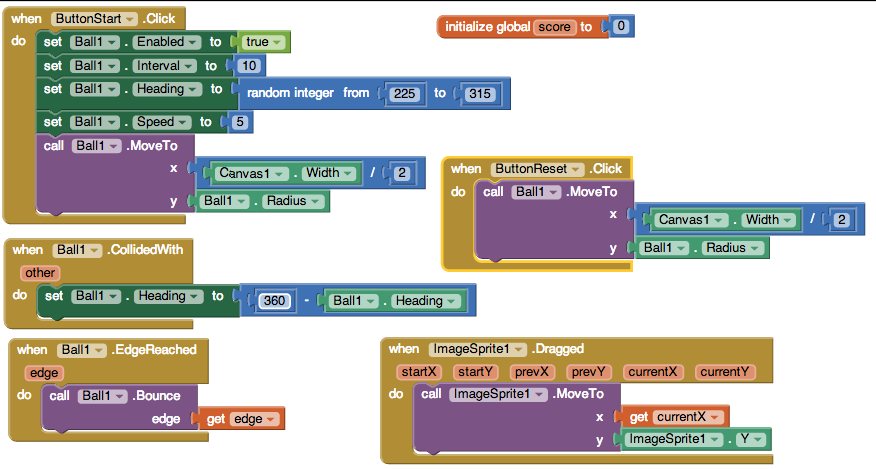 when ButtonStart .Click
do set Ball1 . Enabled to true
set Ball1 . Interval to 10
set Ball1 . Heading to random integer from 225 to 315
set Ball1 . Speed to 5
call Ball1 .MoveTo
x Canvas1 . Width / 2
y Ball1 . Radius
initialize global score to 0
when ButtonReset .Click
do call Ball1 .MoveTo
x Canvas1 . Width / 2
y Ball1 . Radius
when Ball1 .CollidedWith
other
do set Ball1 . Heading to 360 - Ball1 . Heading
when Ball1 .EdgeReached
edge
do call Ball1 .Bounce
edge get edge
when ImageSprite1 .Dragged
startX startY prevX prevY currentX currentY
do call ImageSprite1 .MoveTo
x get currentX
y ImageSprite1 . Y